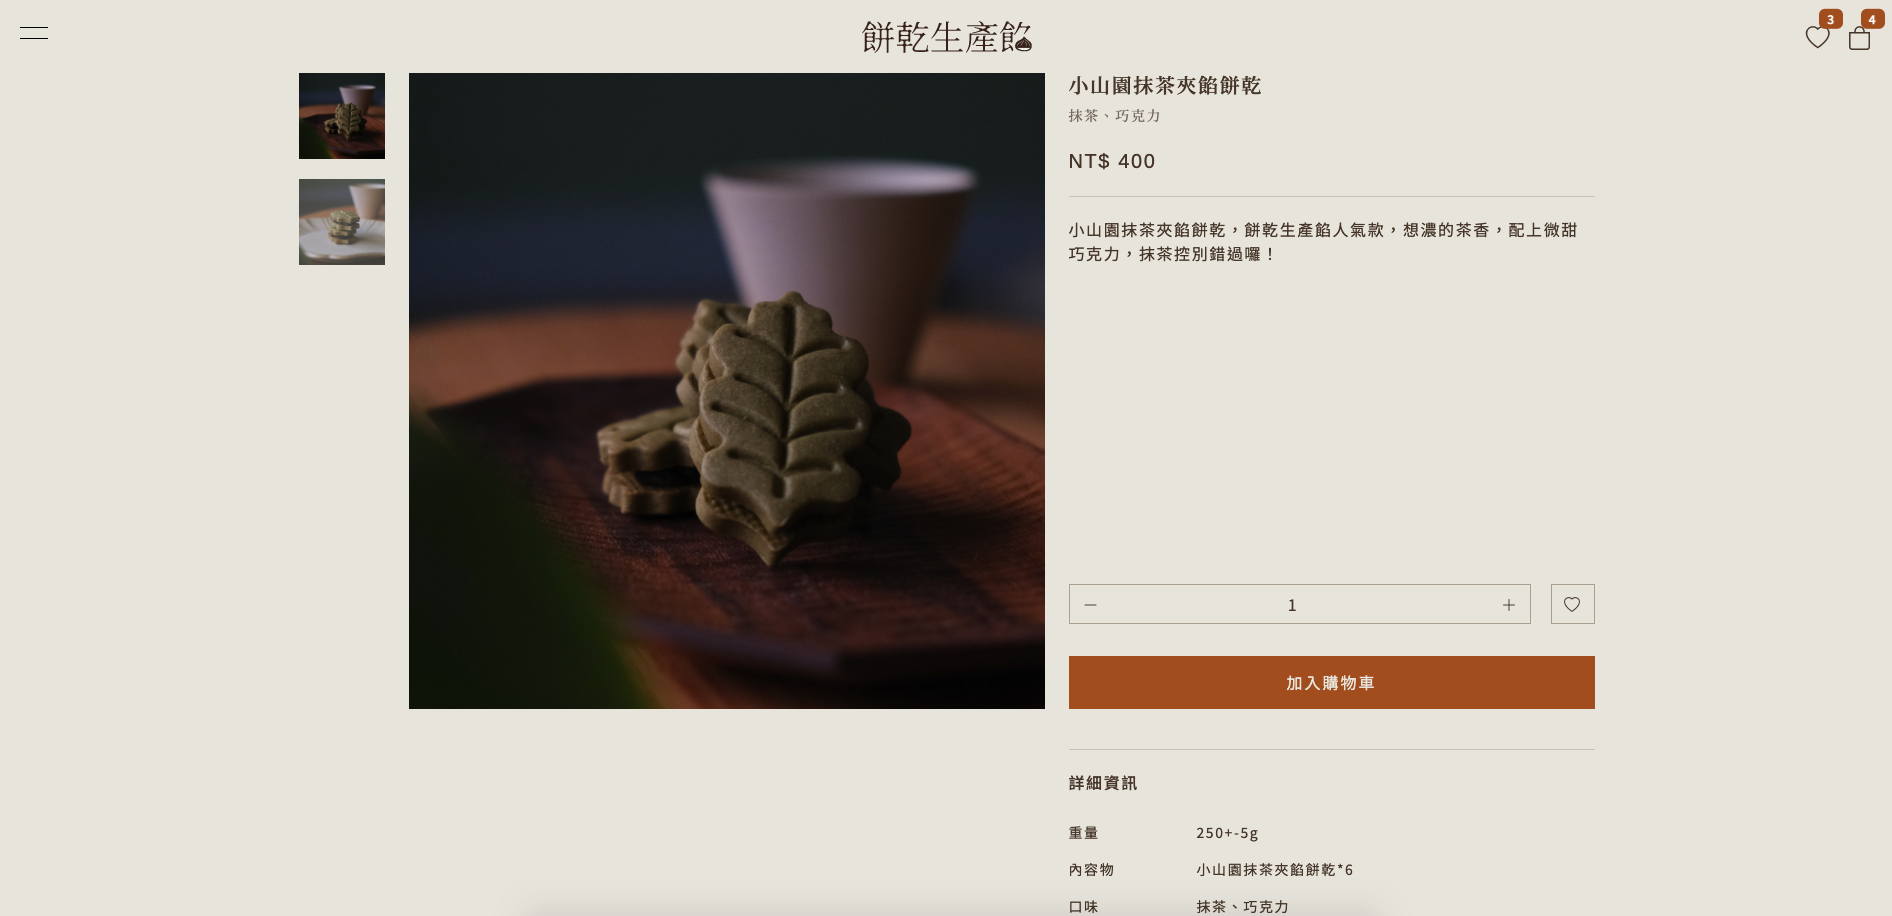 餅乾生產餡
3
4
小山園抹茶夾餡餅乾
抹茶、巧克力
NT$ 400
小山園抹茶夾餡餅乾，餅乾生產餡人氣款，想濃的茶香，配上微甜
巧克力，抹茶控別錯過囉！
1
加入購物車
詳細資訊
重量 250+-5g
內容物 小山園抹茶夾餡餅乾*6
口味 抹茶、巧克力